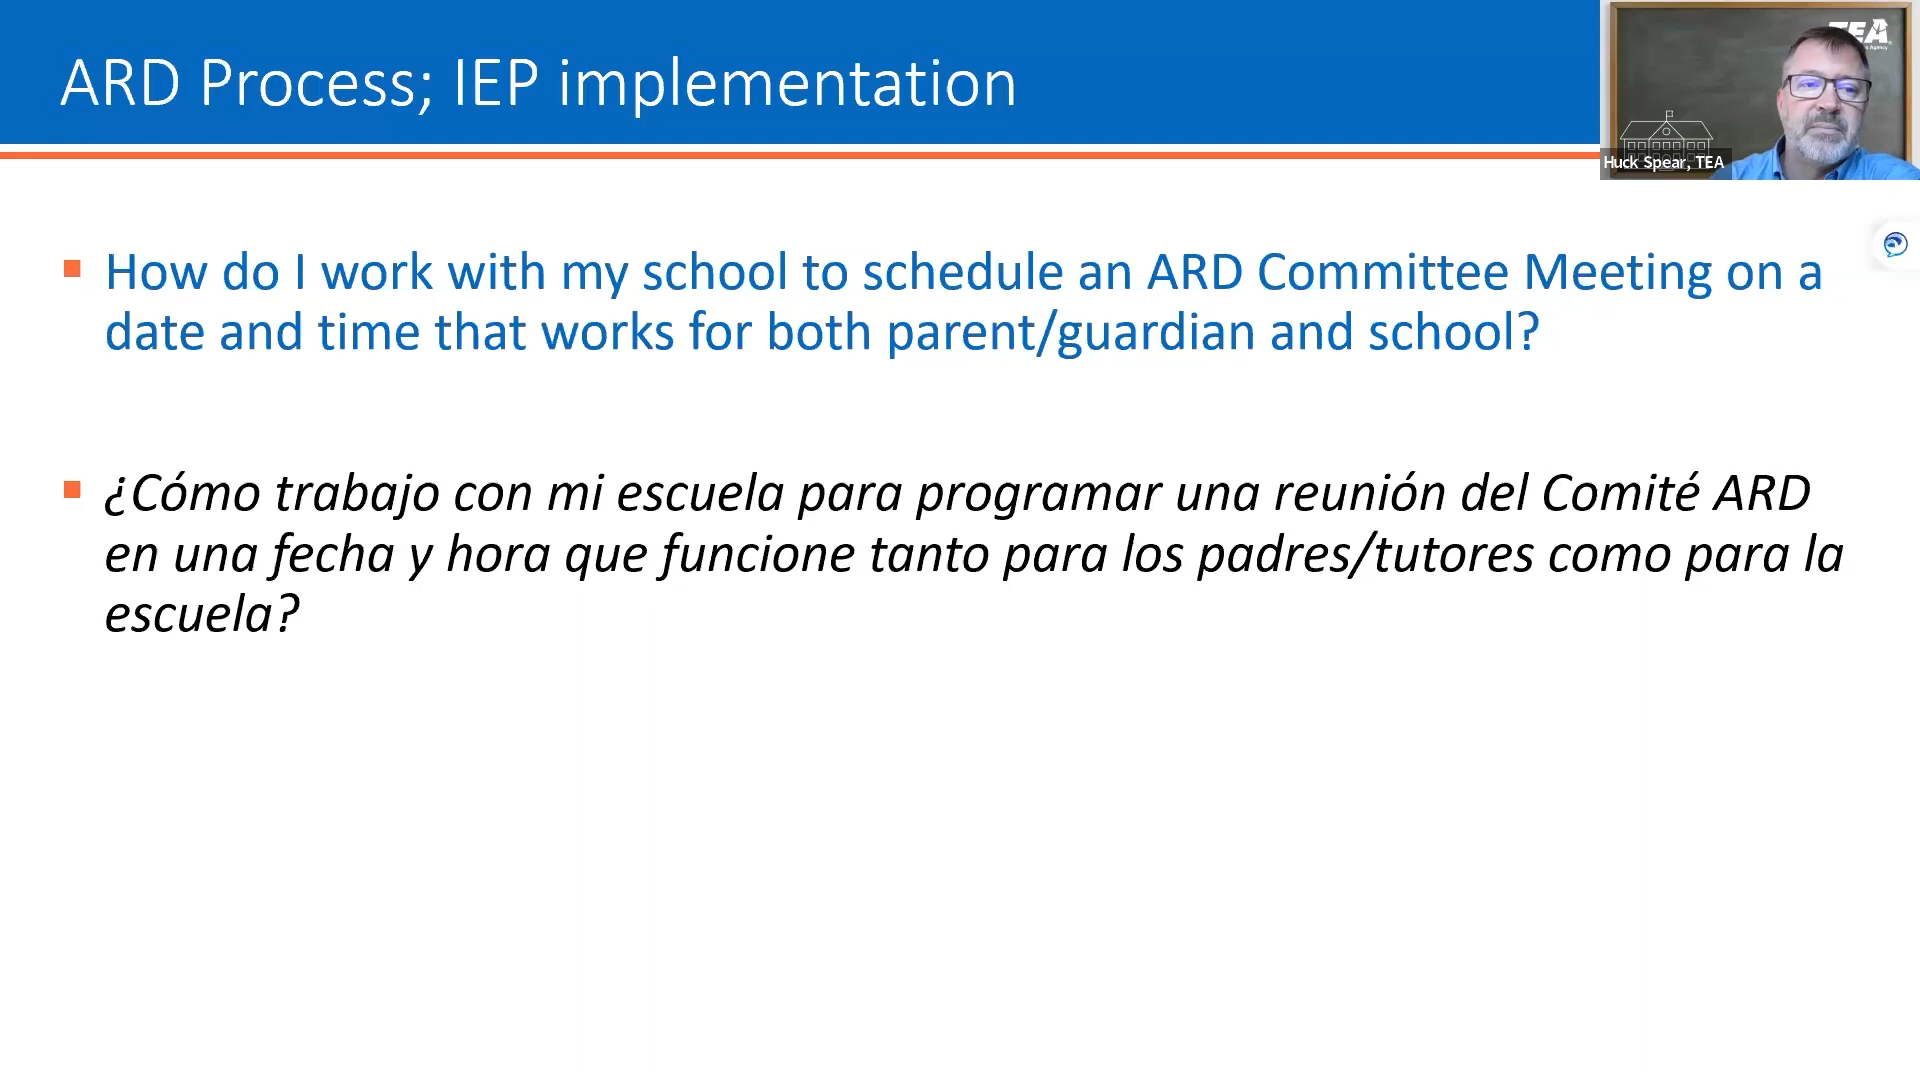 ARD Process; IEP implementation
TEA
Huck Spear, TEA
How do I work with my school to schedule an ARD Committee Meeting on a
date and time that works for both parent/guardian and school?
¿Cómo trabajo con mi escuela para programar una reunión del Comité ARD
en una fecha y hora que funcione tanto para los padres/tutores como para la
escuela?